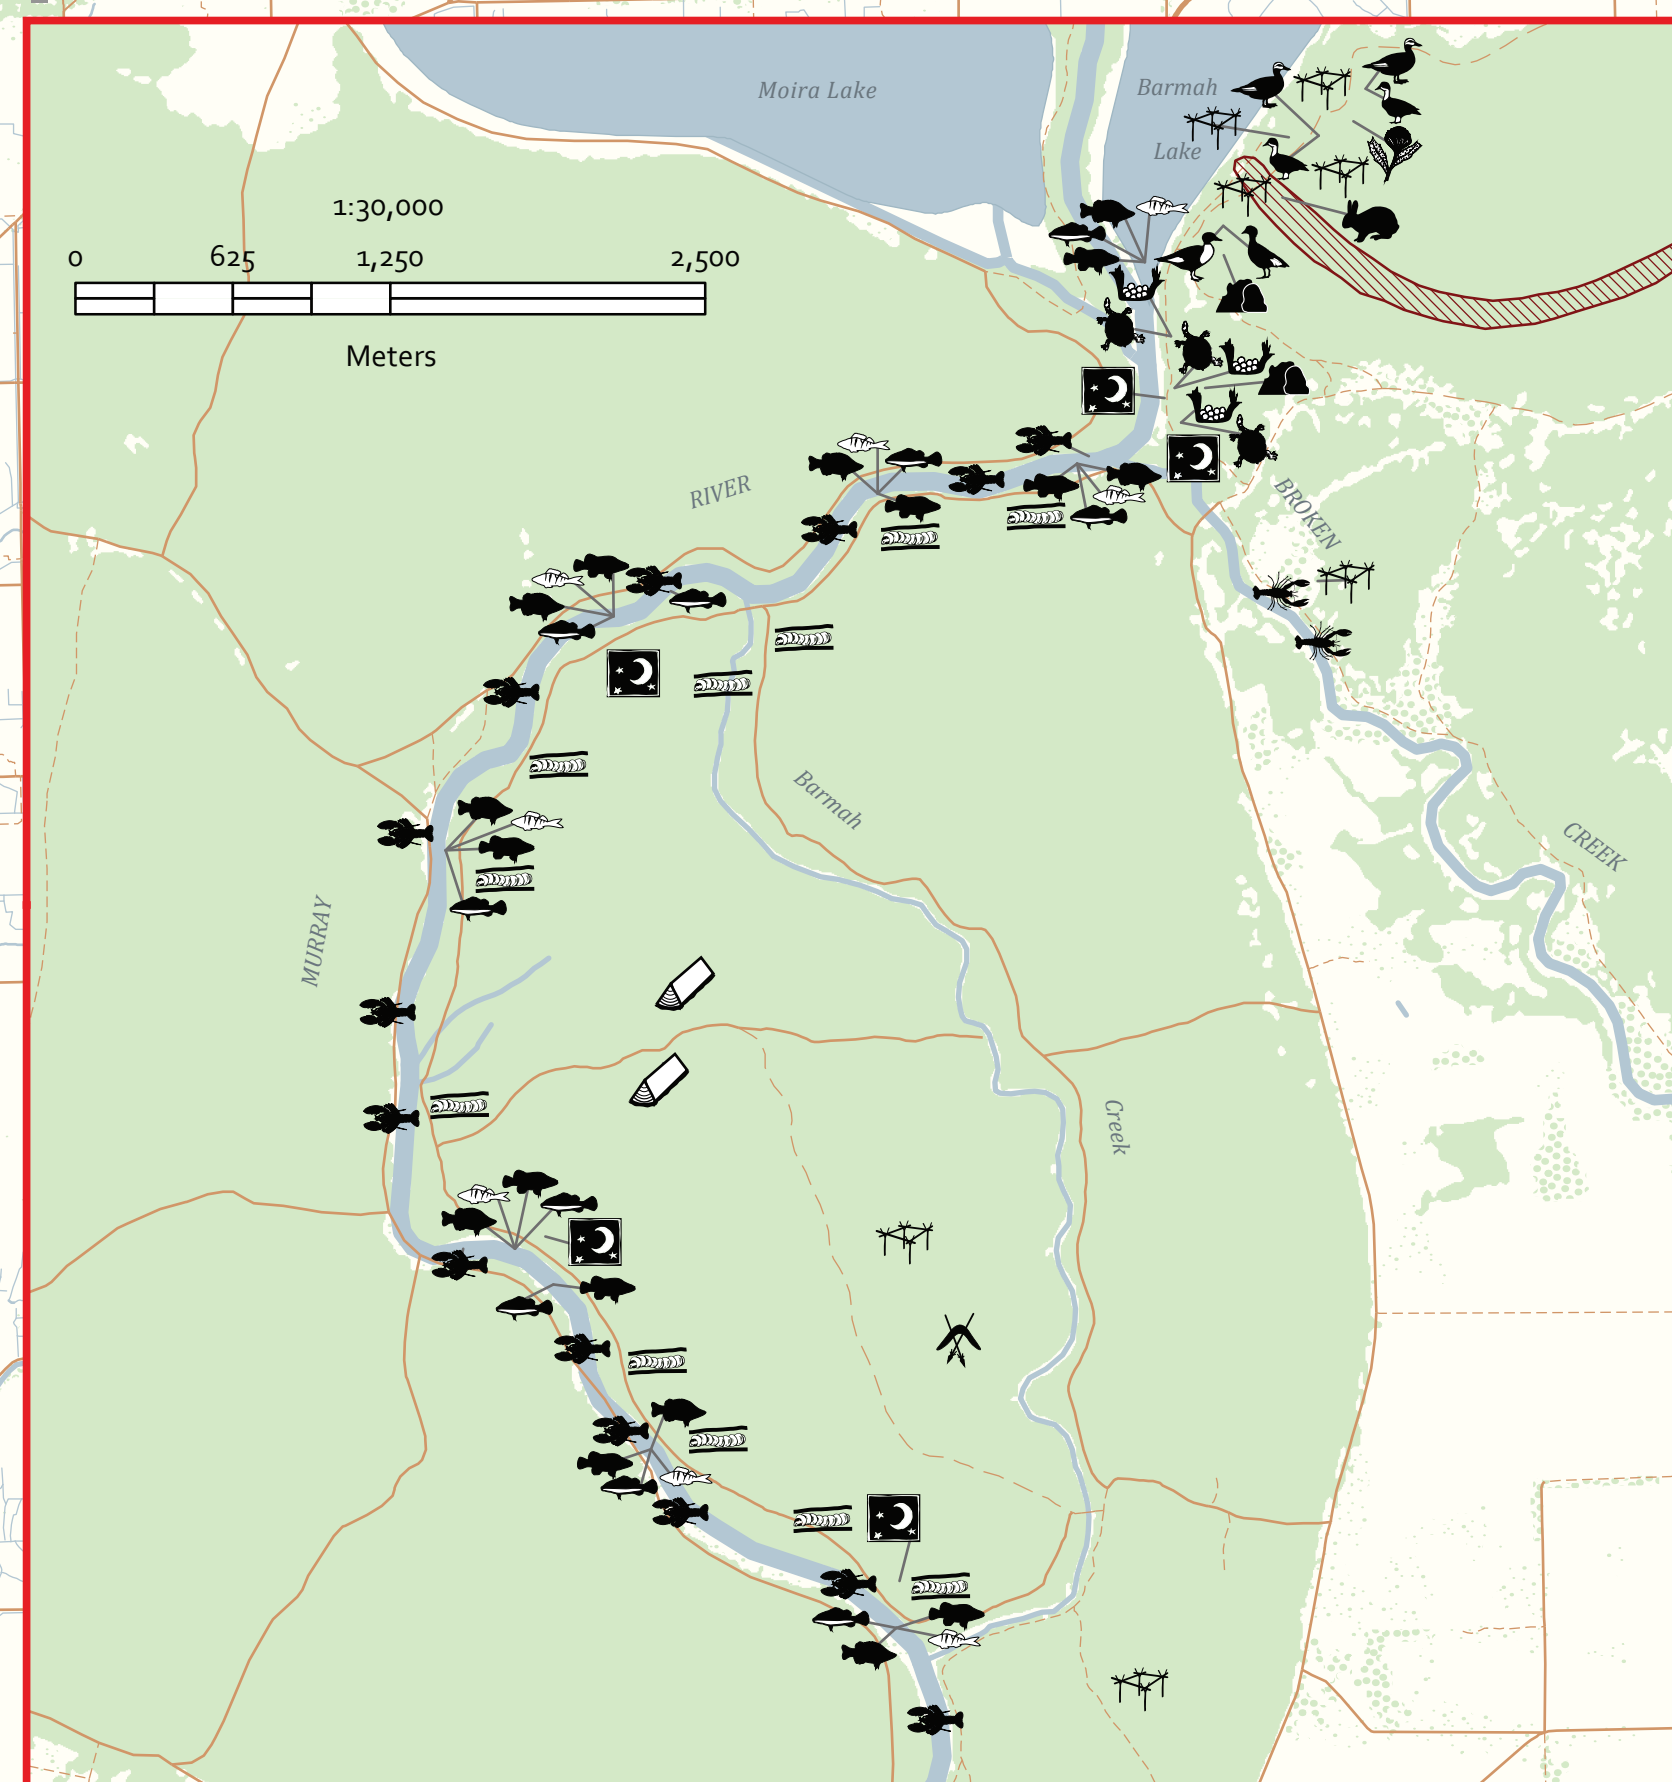 Moira Lake
Barmah
Lake
1:30,000
0 625 1,250 2,500
Meters
RIVER
BROKEN
Barmah
CREEK
MURRAY
Creek